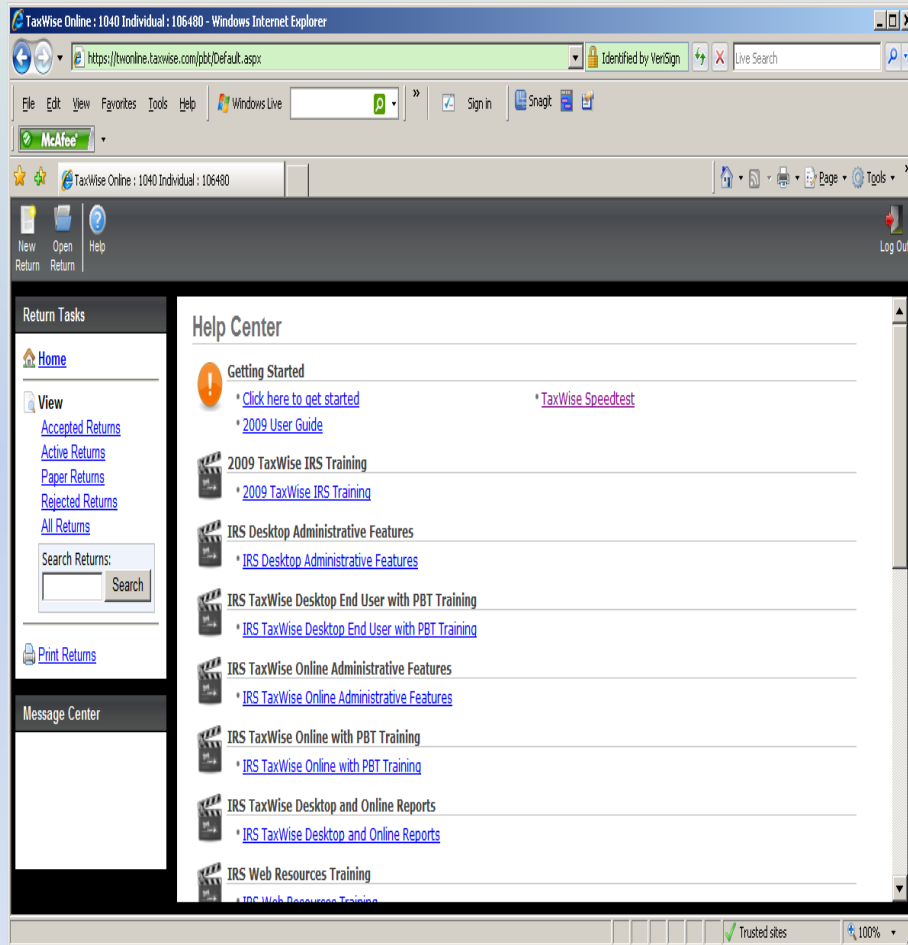 TaxWise Online : 1040 Individual : 106480 - Windows Internet Explorer
https://twonline.taxwise.com/pbt/Default.aspx
Identified by VeriSign
Live Search
File Edit View Favorites Tools Help
Windows Live
»
Sign in
Snagit
McAfee
TaxWise Online : 1040 Individual : 106480
Page
Tools
New Return
Open Return
Help
Log Out
Return Tasks
Home
View
Accepted Returns
Active Returns
Paper Returns
Rejected Returns
All Returns
Search Returns:
Search
Print Returns
Message Center
Help Center
Getting Started
Click here to get started
TaxWise Speedtest
2009 User Guide
2009 TaxWise IRS Training
2009 TaxWise IRS Training
IRS Desktop Administrative Features
IRS Desktop Administrative Features
IRS TaxWise Desktop End User with PBT Training
IRS TaxWise Desktop End User with PBT Training
IRS TaxWise Online Administrative Features
IRS TaxWise Online Administrative Features
IRS TaxWise Online with PBT Training
IRS TaxWise Online with PBT Training
IRS TaxWise Desktop and Online Reports
IRS TaxWise Desktop and Online Reports
IRS Web Resources Training
IRS Web Resources Training
Trusted sites
100%